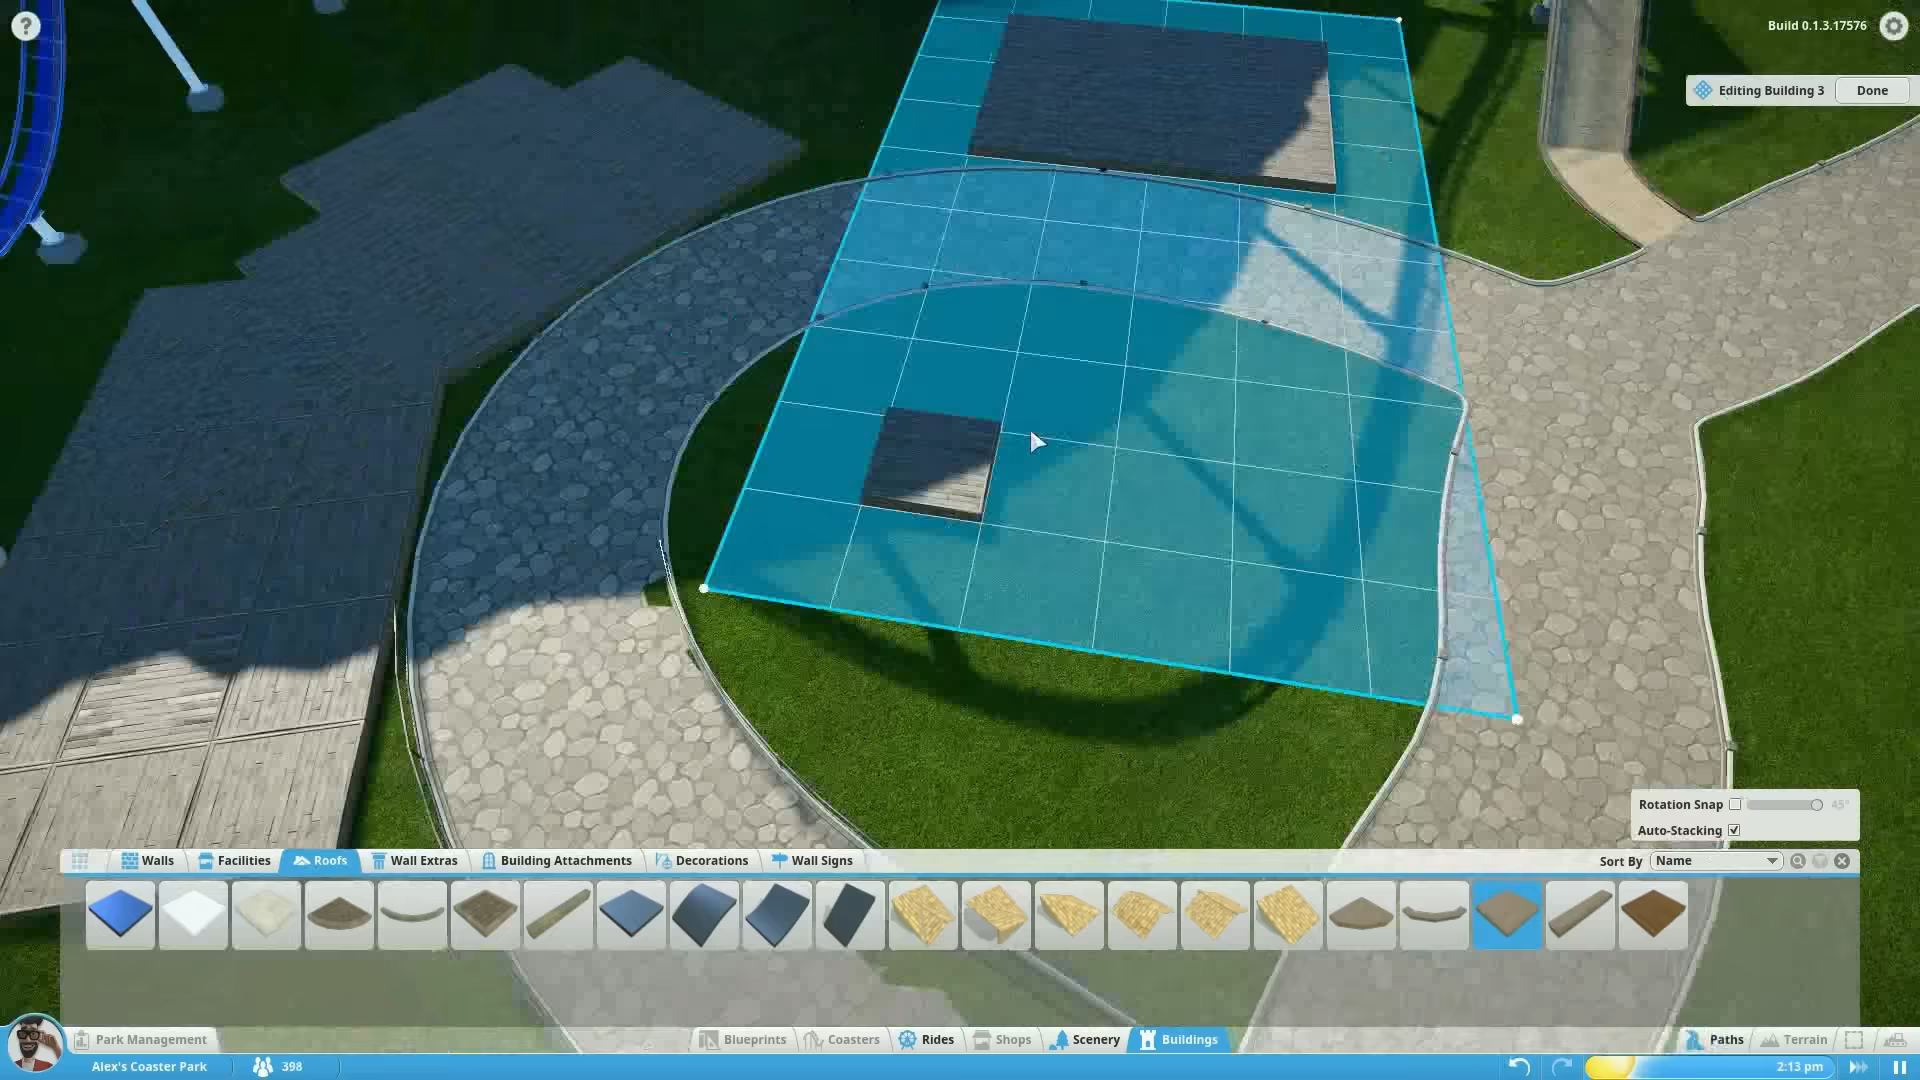 ?
Build 0.1.3.17576
Editing Building 3 Done
Rotation Snap 45°
Auto-Stacking
Walls Facilities Roofs Wall Extras Building Attachments Decorations Wall Signs Sort By Name
Park Management Blueprints Coasters Rides Shops Scenery Buildings Paths Terrain
Alex's Coaster Park 398 2:13 pm